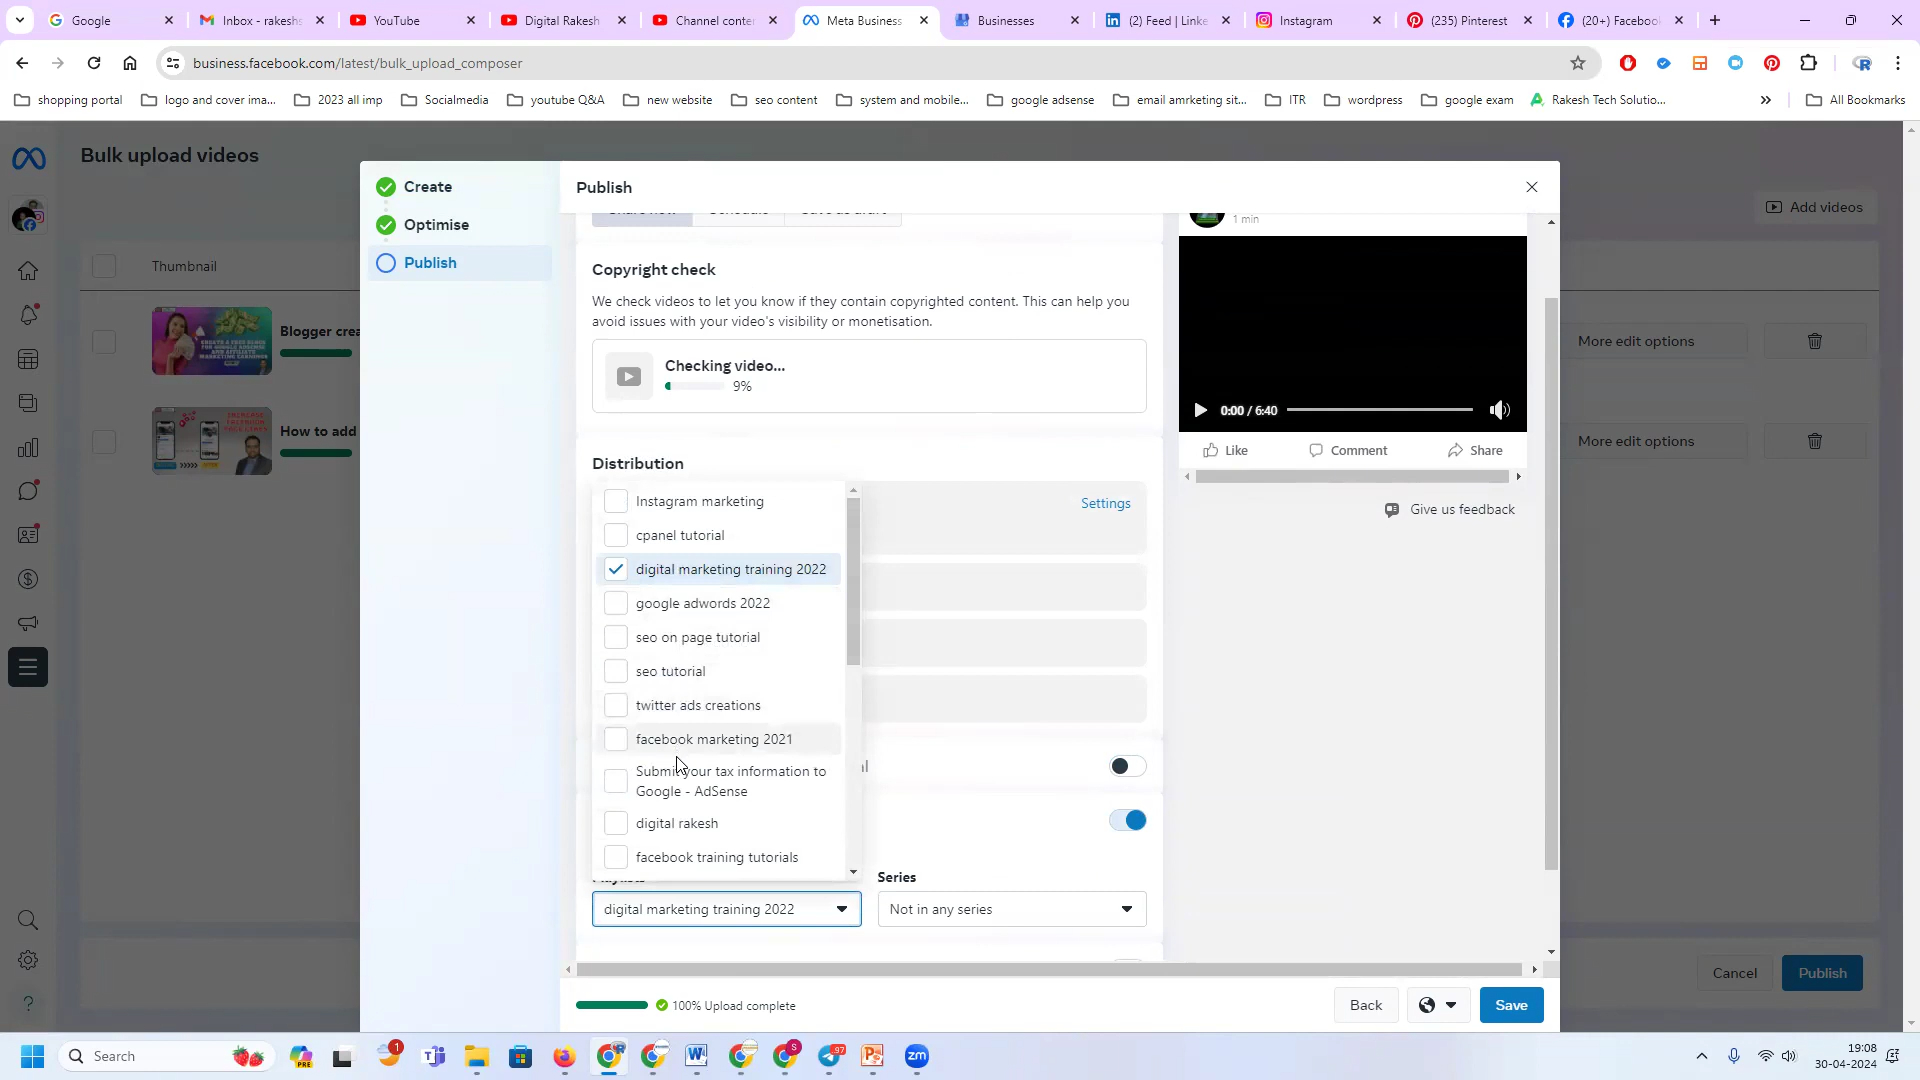 Google
Inbox - rakeshs
YouTube
Digital Rakesh
Channel conter
Meta Business
Businesses
(2) Feed | Linke
Instagram
(235) Pinterest
(20+) Facebook
business.facebook.com/latest/bulk_upload_composer
shopping portal
logo and cover ima...
2023 all imp
Socialmedia
youtube Q&A
new website
seo content
system and mobile...
google adsense
email amrketing sit...
ITR
wordpress
google exam
Rakesh Tech Solutio...
All Bookmarks
Bulk upload videos
Add videos
Thumbnail
Blogger crea
How to add
More edit options
More edit options
Cancel
Publish
Create
Optimise
Publish
Publish
1 min
Copyright check
We check videos to let you know if they contain copyrighted content. This can help you
avoid issues with your video's visibility or monetisation.
Checking video...
9%
Distribution
Settings
Instagram marketing
cpanel tutorial
digital marketing training 2022
google adwords 2022
seo on page tutorial
seo tutorial
twitter ads creations
facebook marketing 2021
Submit your tax information to
Google - AdSense
digital rakesh
facebook training tutorials
digital marketing training 2022
Series
Not in any series
0:00 / 6:40
Like
Comment
Share
Give us feedback
100% Upload complete
Back
Save
Search
19:08
30-04-2024